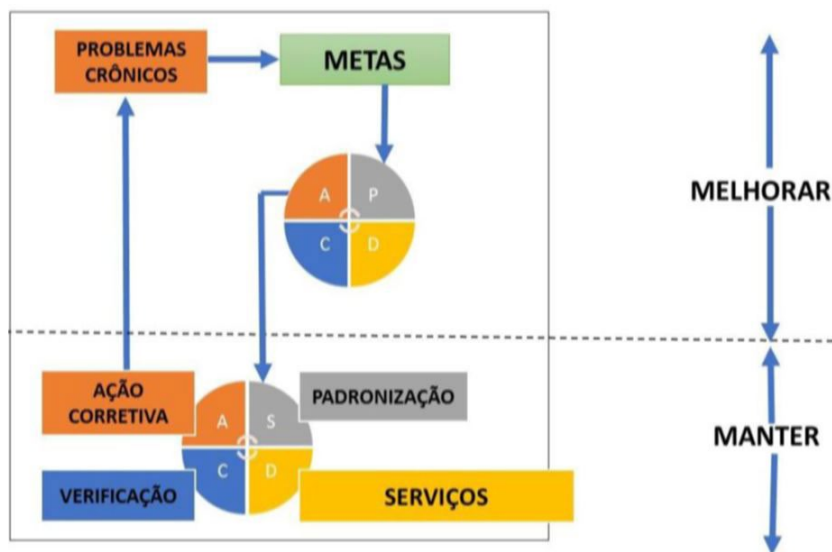 PROBLEMAS
CRÔNICOS
METAS
A
P
C
D
MELHORAR
AÇÃO
CORRETIVA
A
S
PADRONIZAÇÃO
MANTER
VERIFICAÇÃO
C
D
SERVIÇOS